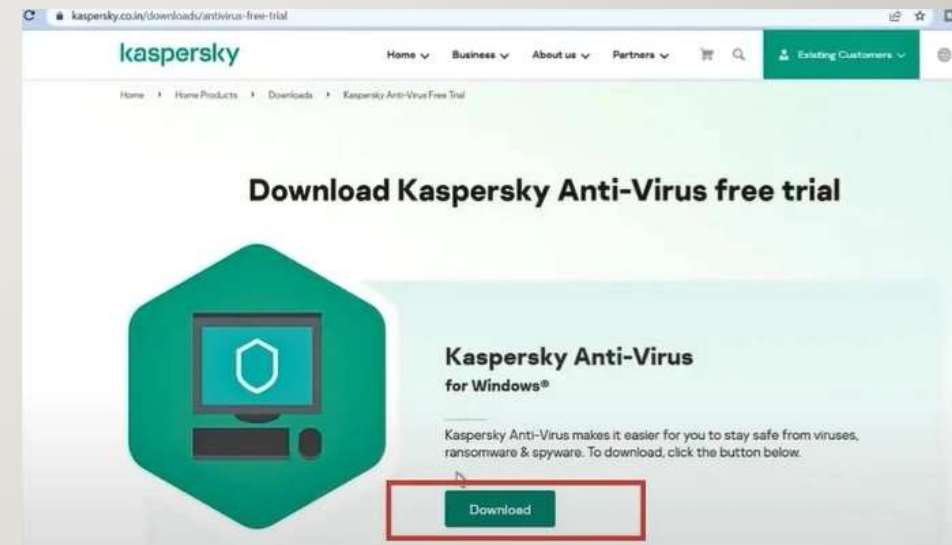 kaspersky.co.in/downloads/antivirus-free-trial
kaspersky Home Business About us Partners Existing Customers
Home Home Products Downloads Kaspersky Anti-Virus Free Trial
Download Kaspersky Anti-Virus free trial
Kaspersky Anti-Virus
for Windows®
Kaspersky Anti-Virus makes it easier for you to stay safe from viruses,
ransomware & spyware. To download, click the button below.
Download